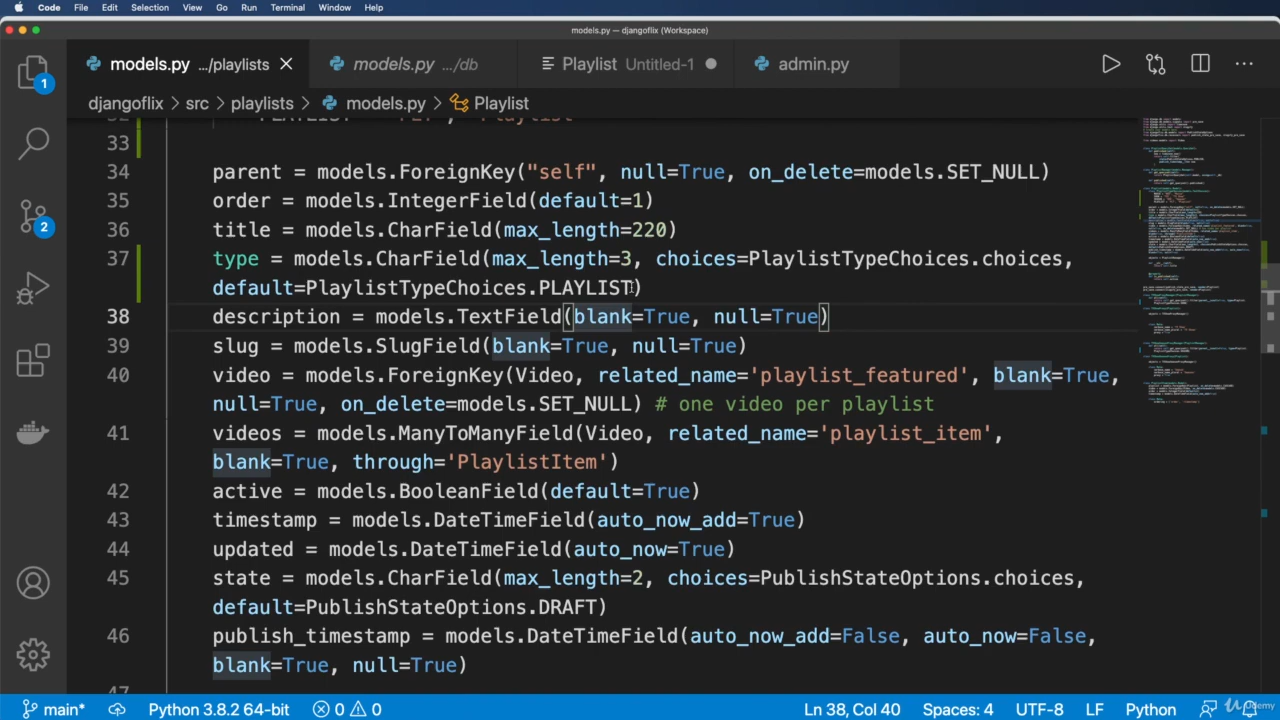 Code File Edit Selection View Go Run Terminal Window Help
models.py — djangoflix (Workspace)
models.py .../playlists models.py .../db Playlist Untitled-1 admin.py
djangoflix > src > playlists > models.py > Playlist
1
2
33
34 parent = models.ForeignKey("self", null=True, on_delete=models.SET_NULL)
35 order = models.IntegerField(default=1)
36 title = models.CharField(max_length=220)
37 type = models.CharField(max_length=3, choices=PlaylistTypeChoices.choices,
default=PlaylistTypeChoices.PLAYLIST)
38 description = models.TextField(blank=True, null=True)
39 slug = models.SlugField(blank=True, null=True)
40 video = models.ForeignKey(Video, related_name='playlist_featured', blank=True,
null=True, on_delete=models.SET_NULL) # one video per playlist
41 videos = models.ManyToManyField(Video, related_name='playlist_item',
blank=True, through='PlaylistItem')
42 active = models.BooleanField(default=True)
43 timestamp = models.DateTimeField(auto_now_add=True)
44 updated = models.DateTimeField(auto_now=True)
45 state = models.CharField(max_length=2, choices=PublishStateOptions.choices,
default=PublishStateOptions.DRAFT)
46 publish_timestamp = models.DateTimeField(auto_now_add=False, auto_now=False,
blank=True, null=True)
main* Python 3.8.2 64-bit 0 0 Ln 38, Col 40 Spaces: 4 UTF-8 LF Python
Udemy